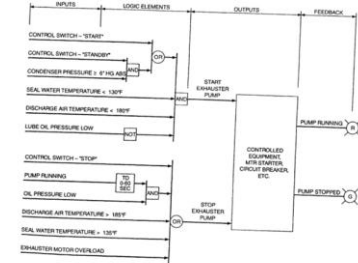 INPUTS LOGIC ELEMENTS OUTPUTS FEEDBACK
CONTROL SWITCH - "START"
CONTROL SWITCH - "STANDBY"
OR
CONDENSER PRESSURE ≥ 6" HG ABS
AND
SEAL WATER TEMPERATURE < 130°F
AND
START
EXHAUSTER
PUMP
DISCHARGE AIR TEMPERATURE < 180°F
LUBE OIL PRESSURE LOW
NOT
PUMP RUNNING
R
CONTROLLED
EQUIPMENT,
MTR STARTER,
CIRCUIT BREAKER,
ETC.
CONTROL SWITCH - "STOP"
PUMP RUNNING
TD
0-60
SEC
OIL PRESSURE LOW
AND
PUMP STOPPED
G
DISCHARGE AIR TEMPERATURE > 185°F
OR
STOP
EXHAUSTER
PUMP
SEAL WATER TEMPERATURE > 135°F
EXHAUSTER MOTOR OVERLOAD